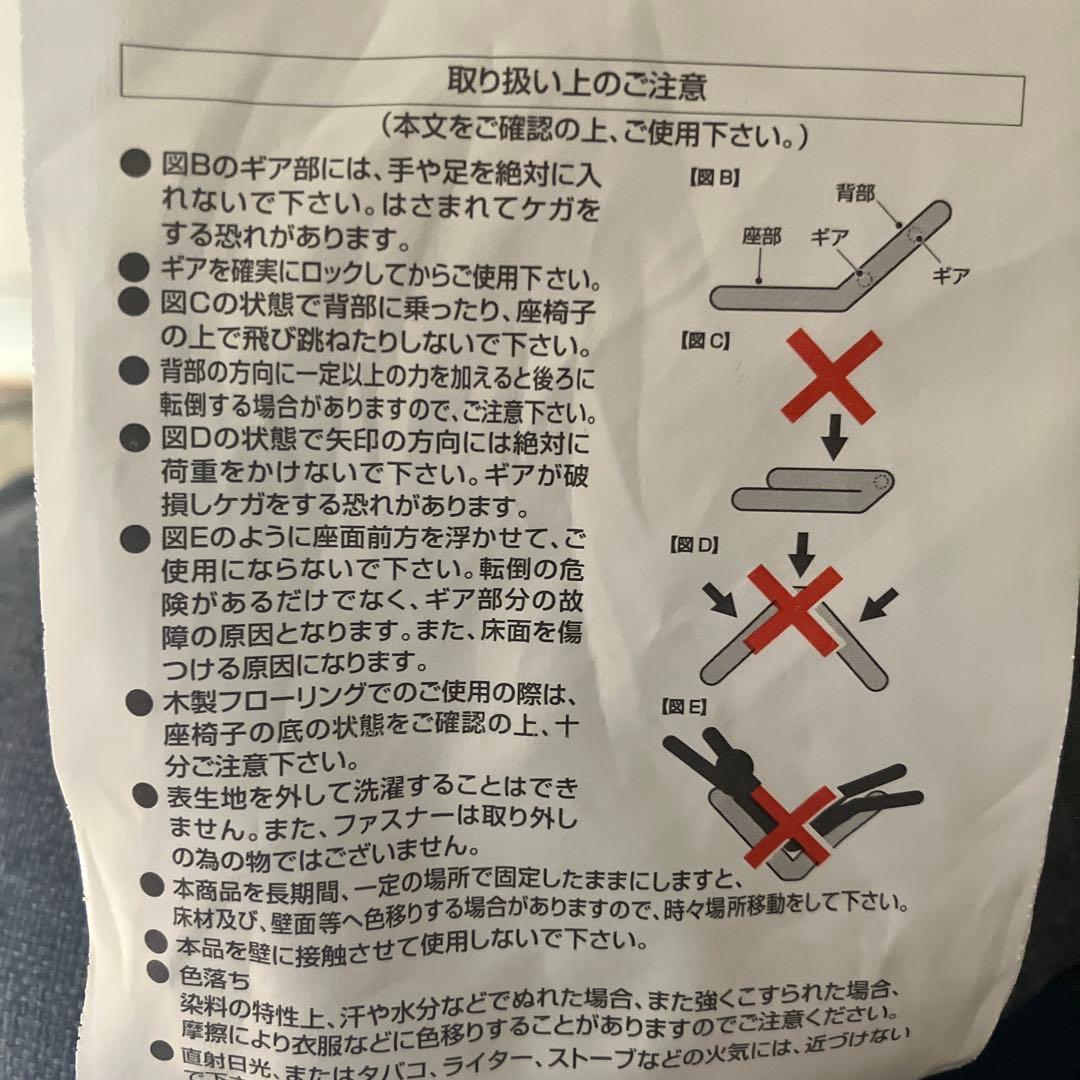 取り扱い上のご注意
(本文をご確認の上、ご使用下さい。)
● 図Bのギア部には、手や足を絶対に入
れないで下さい。はさまれてケガを
する恐れがあります。
● ギアを確実にロックしてからご使用下さい。
● 図Cの状態で背部に乗ったり、座椅子
の上で飛び跳ねたりしないで下さい。
● 背部の方向に一定以上の力を加えると後ろに
転倒する場合がありますので、ご注意下さい。
● 図Dの状態で矢印の方向には絶対に
荷重をかけないで下さい。ギアが破
損しケガをする恐れがあります。
● 図Eのように座面前方を浮かせて、ご
使用にならないで下さい。転倒の危
険があるだけでなく、ギア部分の故
障の原因となります。また、床面を傷
つける原因になります。
● 木製フローリングでのご使用の際は、
座椅子の底の状態をご確認の上、十
分ご注意下さい。
● 表生地を外して洗濯することはでき
ません。また、ファスナーは取り外し
の為の物ではございません。
● 本商品を長期間、一定の場所で固定したままにしますと、
床材及び、壁面等へ色移りする場合がありますので、時々場所移動をして下さい。
● 本品を壁に接触させて使用しないで下さい。
● 色落ち
染料の特性上、汗や水分などでぬれた場合、また強くこすられた場合、
摩擦により衣服などに色移りすることがありますのでご注意ください。
● 直射日光、またはタバコ、ライター、ストーブなどの火気には、近づけない
で下さ
【図B】
背部
座部
ギア
ギア
【図C】
【図D】
【図E】